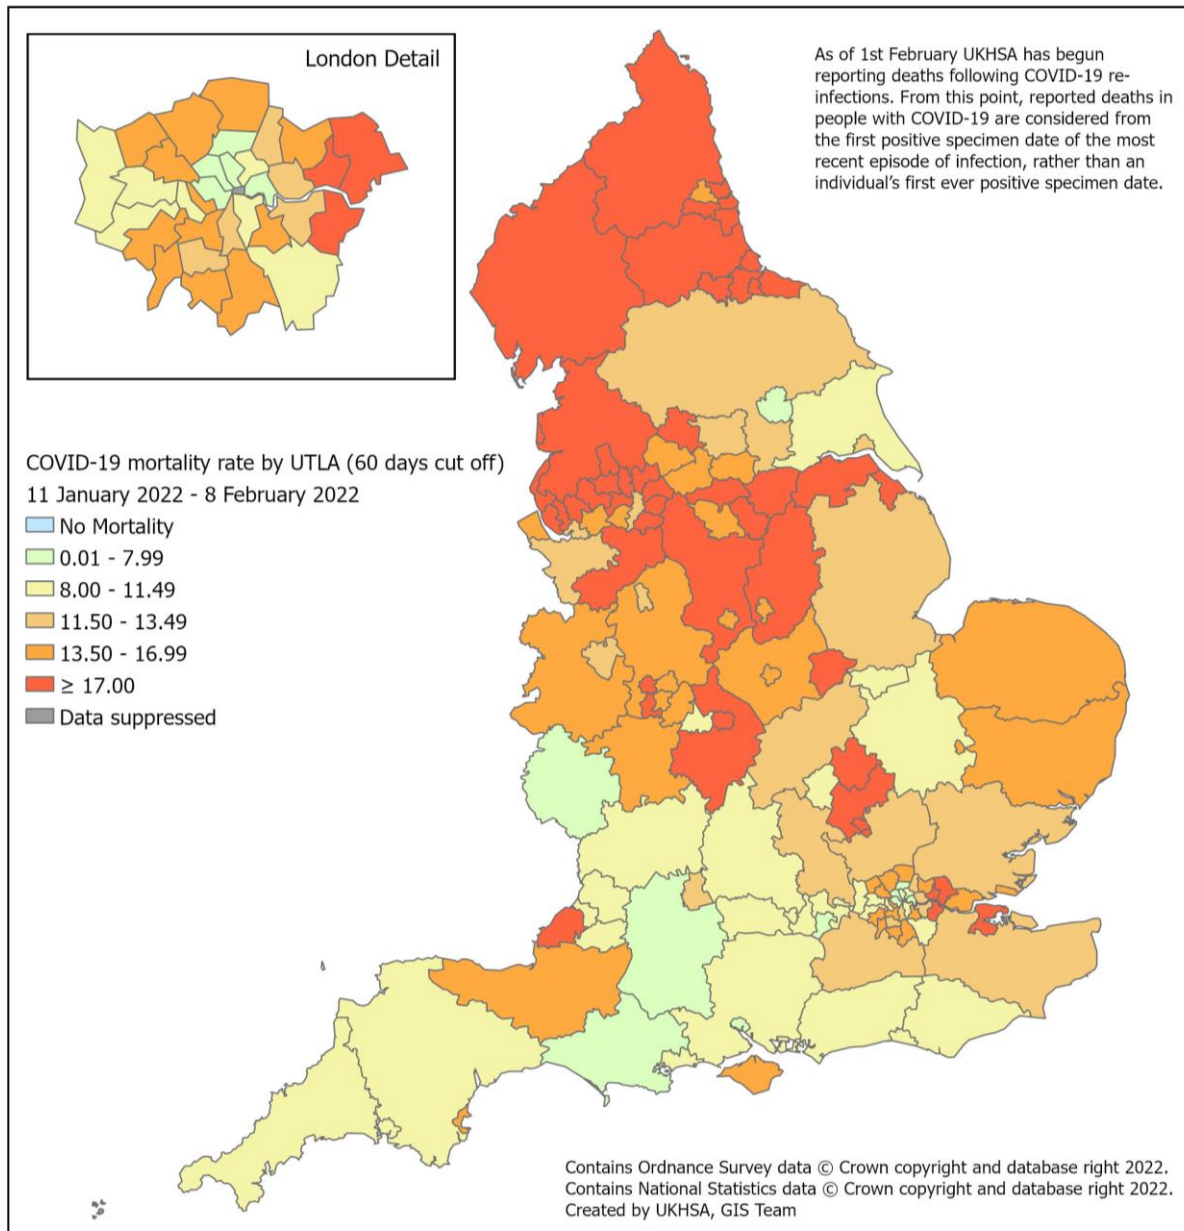 London Detail
As of 1st February UKHSA has begun
reporting deaths following COVID-19 re-
infections. From this point, reported deaths in
people with COVID-19 are considered from
the first positive specimen date of the most
recent episode of infection, rather than an
individual's first ever positive specimen date.
COVID-19 mortality rate by UTLA (60 days cut off)
11 January 2022 - 8 February 2022
No Mortality
0.01 - 7.99
8.00 - 11.49
11.50 - 13.49
13.50 - 16.99
≥ 17.00
Data suppressed
Contains Ordnance Survey data © Crown copyright and database right 2022.
Contains National Statistics data © Crown copyright and database right 2022.
Created by UKHSA, GIS Team